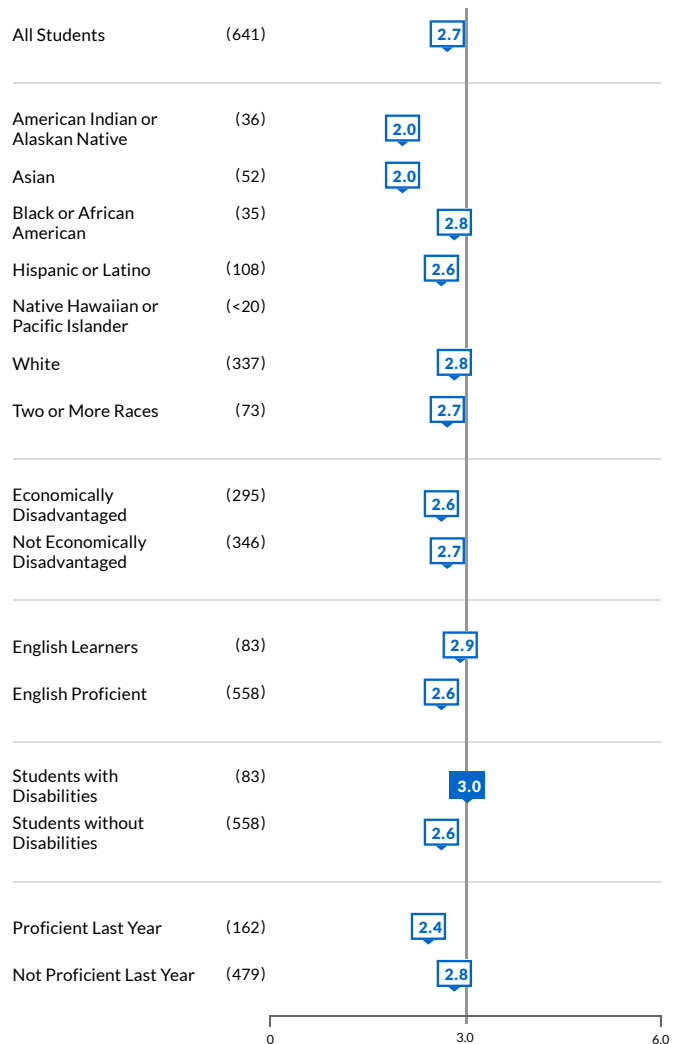 All Students (641) 2.7
American Indian or (36)
Alaskan Native 2.0
Asian (52) 2.0
Black or African (35)
American 2.8
Hispanic or Latino (108) 2.6
Native Hawaiian or (<20)
Pacific Islander
White (337) 2.8
Two or More Races (73) 2.7
Economically (295)
Disadvantaged 2.6
Not Economically (346)
Disadvantaged 2.7
English Learners (83) 2.9
English Proficient (558) 2.6
Students with (83)
Disabilities 3.0
Students without (558)
Disabilities 2.6
Proficient Last Year (162) 2.4
Not Proficient Last Year (479) 2.8
0 3.0 6.0